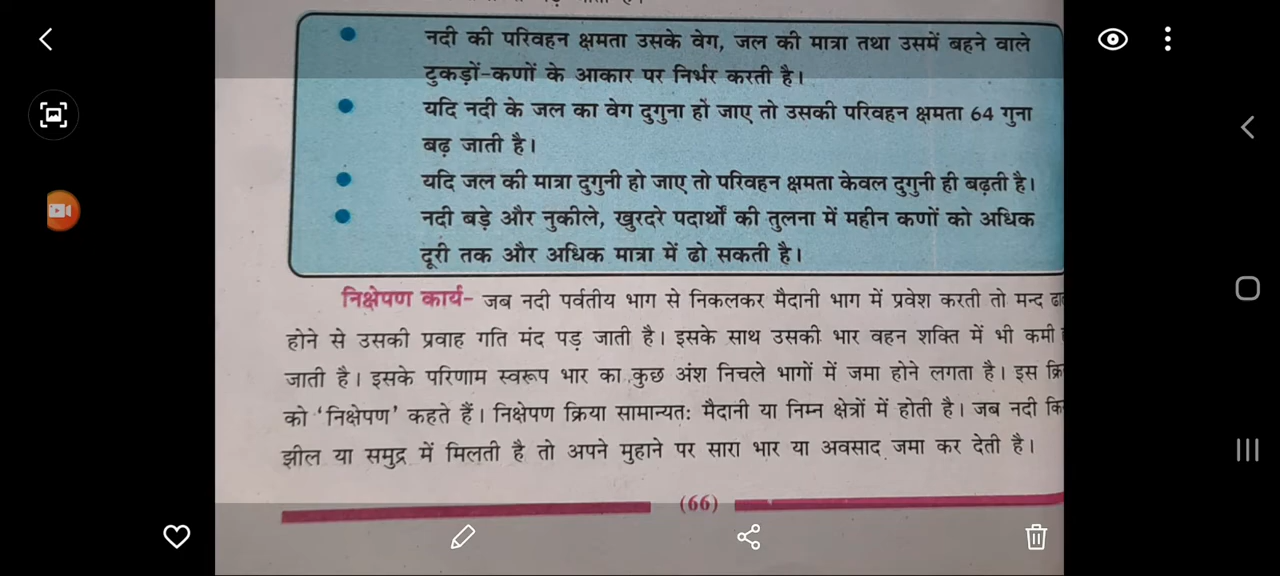 नदी की परिवहन क्षमता उसके वेग, जल की मात्रा तथा उसमें बहने वाले
टुकड़ों-कणों के आकार पर निर्भर करती है।
यदि नदी के जल का वेग दुगुना हो जाए तो उसकी परिवहन क्षमता 64 गुना
बढ़ जाती है।
यदि जल की मात्रा दुगुनी हो जाए तो परिवहन क्षमता केवल दुगुनी ही बढ़ती है।
नदी बड़े और नुकीले, खुरदरे पदार्थों की तुलना में महीन कणों को अधिक
दूरी तक और अधिक मात्रा में ढो सकती है।
निक्षेपण कार्य- जब नदी पर्वतीय भाग से निकलकर मैदानी भाग में प्रवेश करती तो मन्द
होने से उसकी प्रवाह गति मंद पड़ जाती है। इसके साथ उसकी भार वहन शक्ति में भी कमी
जाती है। इसके परिणाम स्वरूप भार का कुछ अंश निचले भागों में जमा होने लगता है। इस
को 'निक्षेपण' कहते हैं। निक्षेपण क्रिया सामान्यतः मैदानी या निम्न क्षेत्रों में होती है। जब नदी
झील या समुद्र में मिलती है तो अपने मुहाने पर सारा भार या अवसाद जमा कर देती है।
(66)